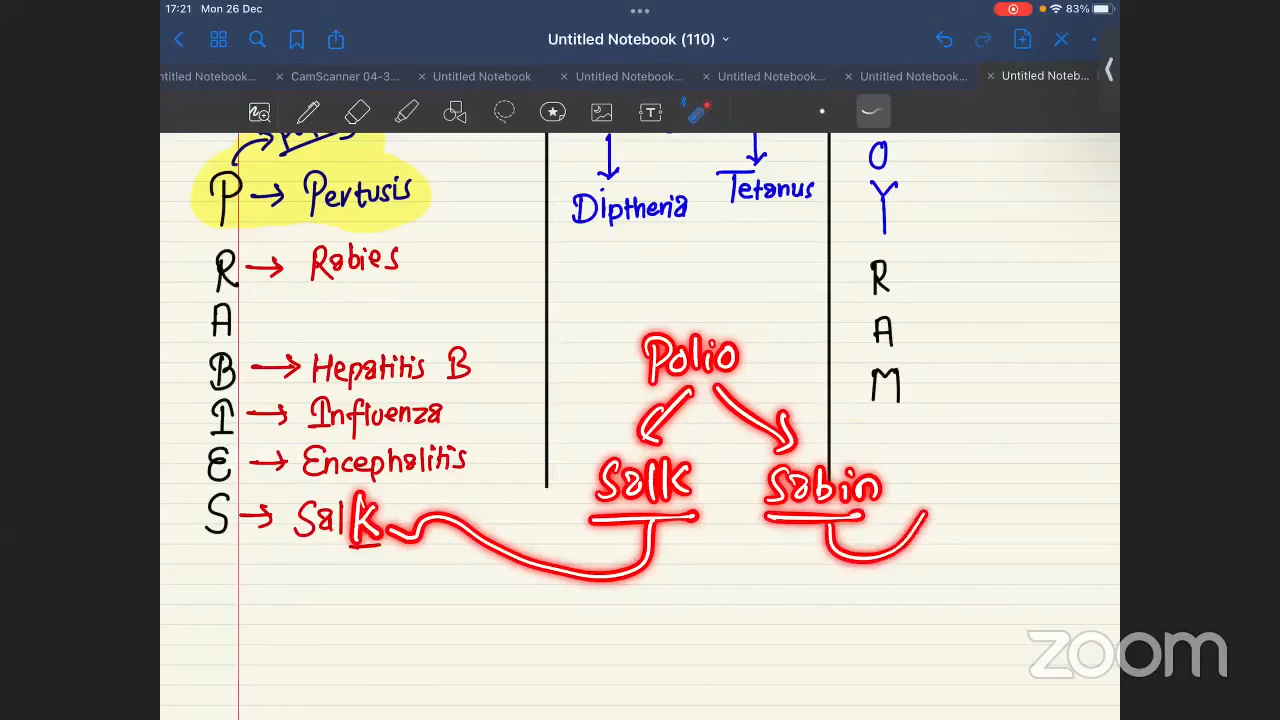 17:21 Mon 26 Dec
83%
Untitled Notebook (110)
ntitled Notebook...
CamScanner 04-3...
Untitled Notebook
Untitled Notebook...
Untitled Notebook...
Untitled Notebook...
Untitled Noteb...
T
P → Pertusis
R → Rabies
A
B → Hepatitis B
I → Influenza
E → Encephalitis
S → Salk
Diptheria
Tetanus
Polio
Salk
Sabin
O
Y
R
A
M
zoom